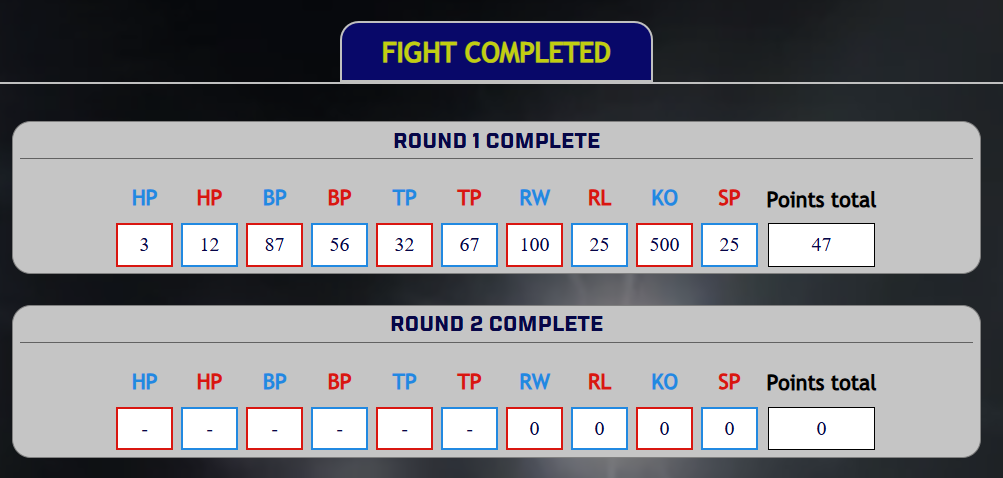 FIGHT COMPLETED
ROUND 1 COMPLETE
HP HP BP BP TP TP RW RL KO SP Points total
3 12 87 56 32 67 100 25 500 25 47
ROUND 2 COMPLETE
HP HP BP BP TP TP RW RL KO SP Points total
- - - - - - 0 0 0 0 0